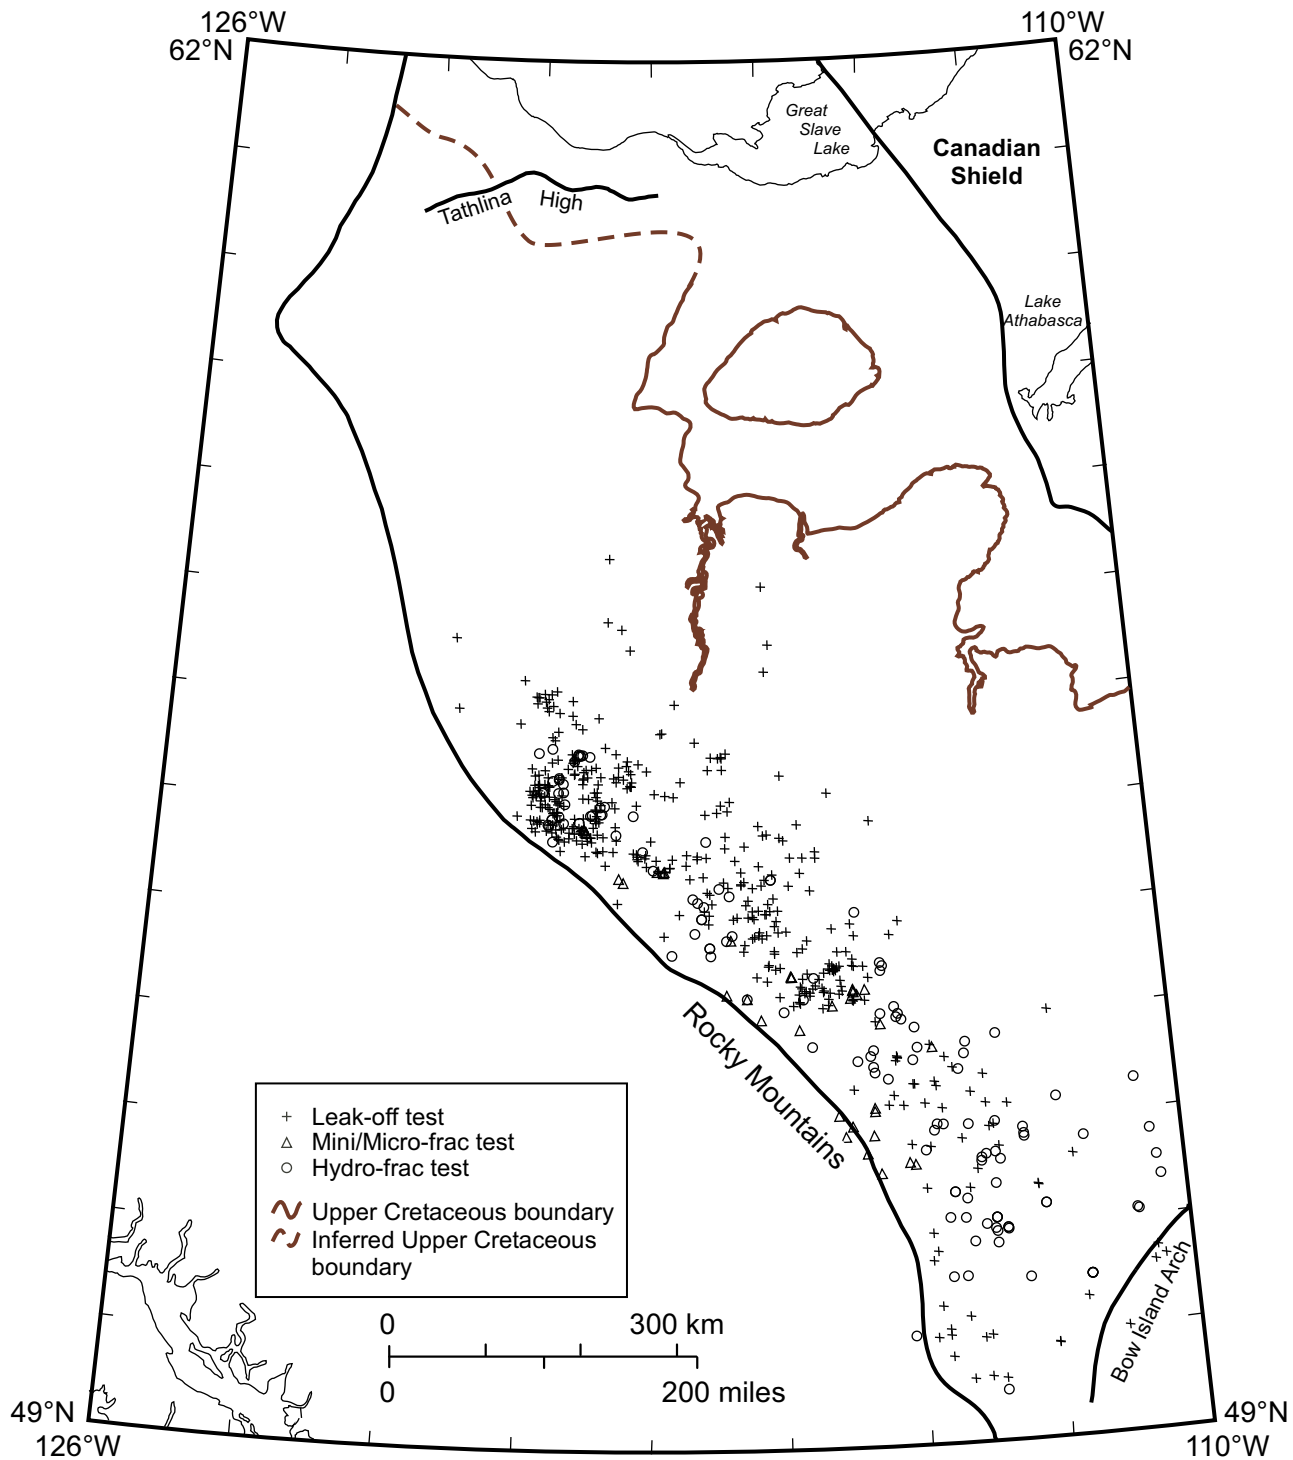 126°W
110°W
62°N
62°N
Great
Slave
Lake
Canadian
Shield
Tathlina High
Lake
Athabasca
Rocky Mountains
Leak-off test
Mini/Micro-frac test
Hydro-frac test
Upper Cretaceous boundary
Inferred Upper Cretaceous
boundary
Bow Island Arch
0 300 km
0 200 miles
49°N
49°N
126°W
110°W